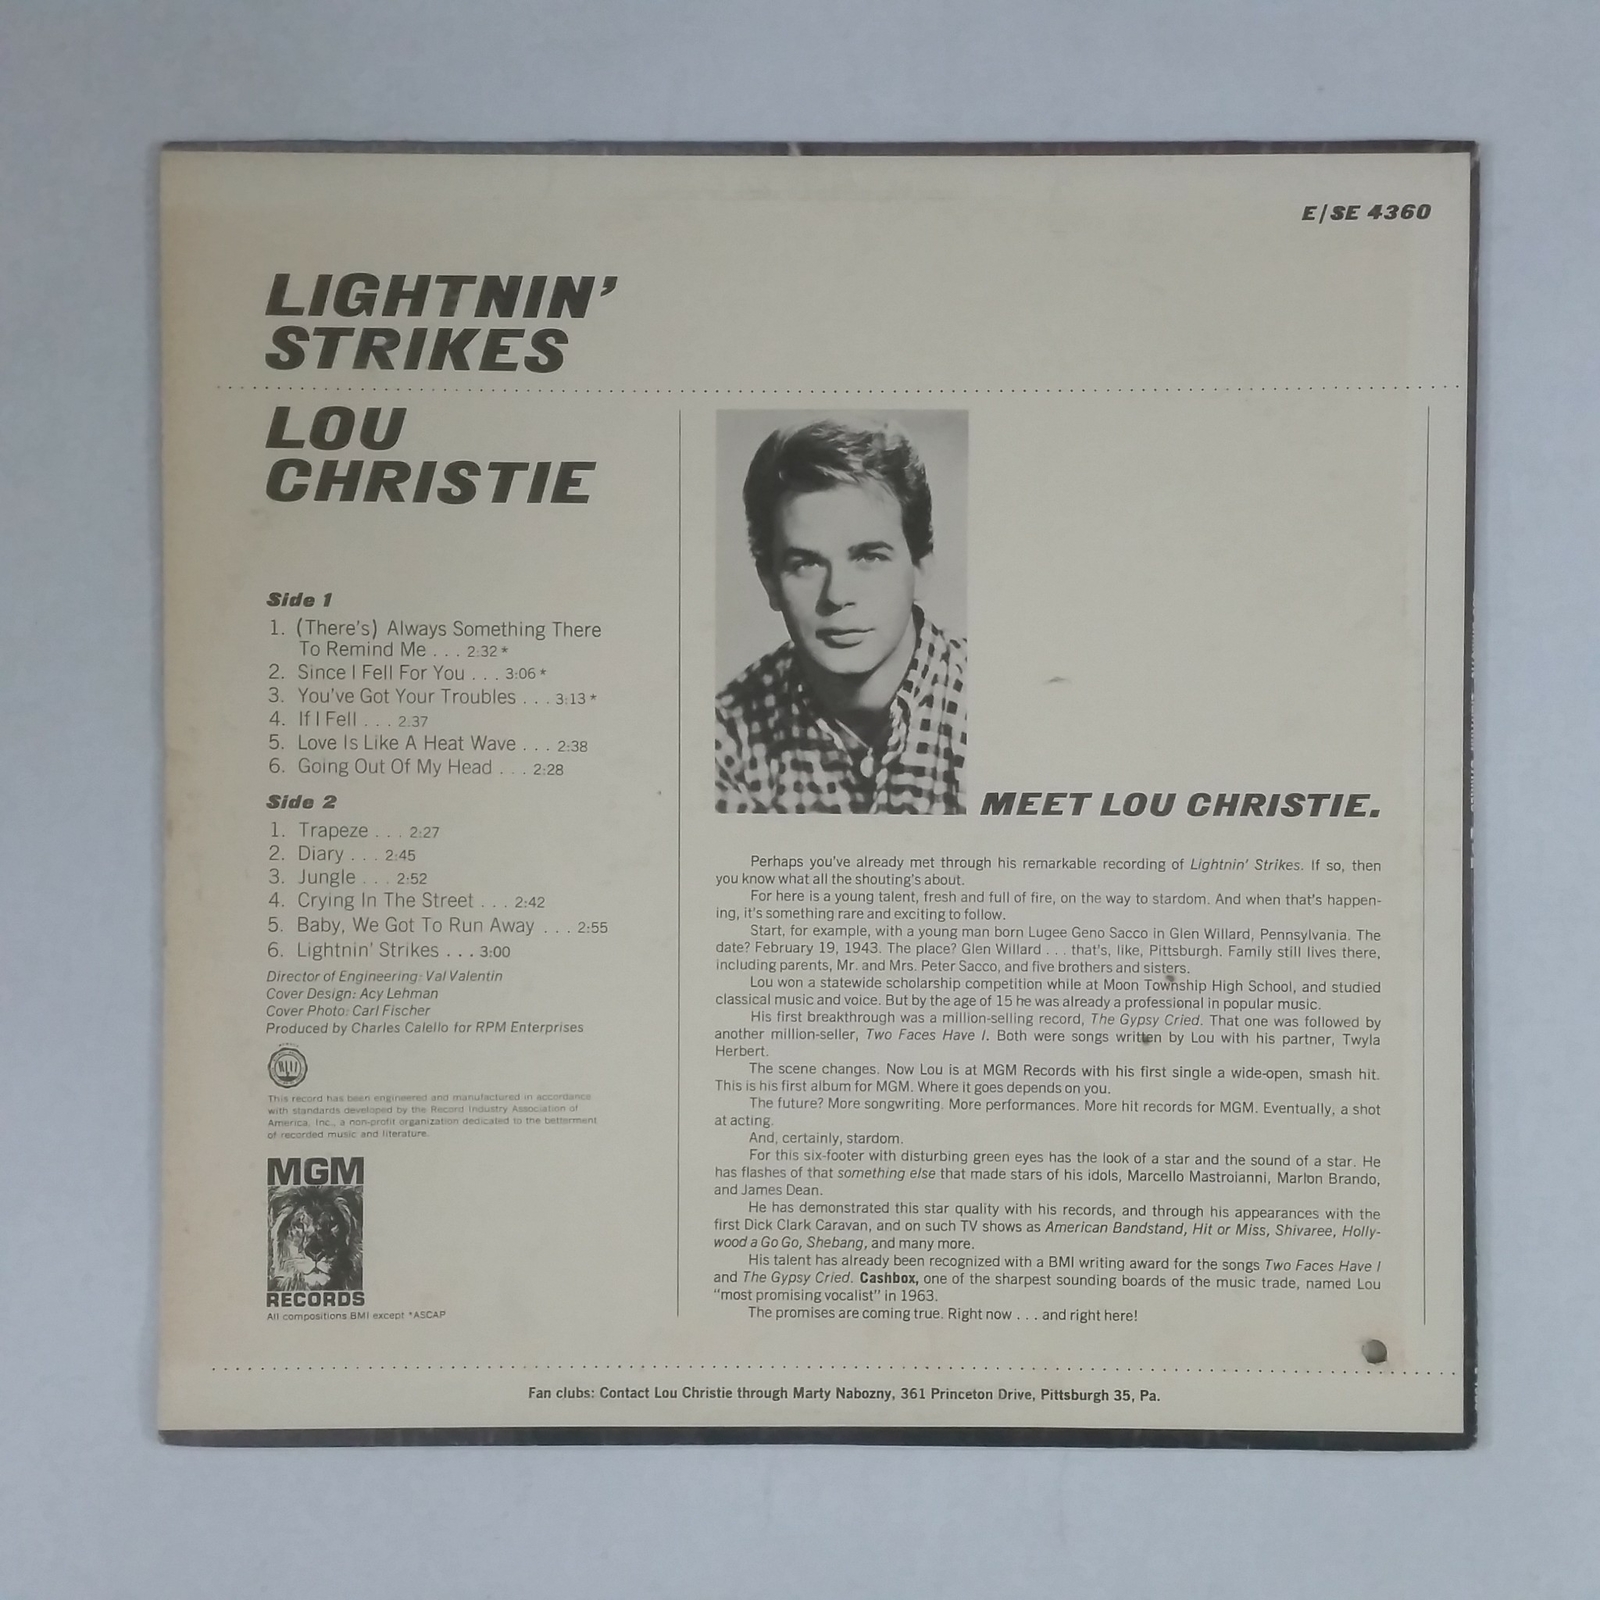 E/SE 4360
LIGHTNIN'
STRIKES
LOU
CHRISTIE
Side 1
1. (There's) Always Something There
To Remind Me . . . 2:32 *
2. Since I Fell For You . . . 3:06 *
3. You've Got Your Troubles . . . 3:13 *
4. If I Fell . . . 2:37
5. Love Is Like A Heat Wave . . . 2:38
6. Going Out Of My Head . . . 2:28
Side 2
1. Trapeze . . . 2:27
2. Diary . . . 2:45
3. Jungle . . . 2:52
4. Crying In The Street . . . 2:42
5. Baby, We Got To Run Away . . . 2:55
6. Lightnin' Strikes . . . 3:00
Director of Engineering: Val Valentin
Cover Design: Acy Lehman
Cover Photo: Carl Fischer
Produced by Charles Calello for RPM Enterprises
This record has been engineered and manufactured in accordance
with standards developed by the Record Industry Association of
America, Inc., a non-profit organization dedicated to the betterment
of recorded music and literature.
MGM
RECORDS
All compositions BMI except *ASCAP
MEET LOU CHRISTIE.
Perhaps you've already met through his remarkable recording of Lightnin' Strikes. If so, then
you know what all the shouting's about.
For here is a young talent, fresh and full of fire, on the way to stardom. And when that's happen-
ing, it's something rare and exciting to follow.
Start, for example, with a young man born Lugee Geno Sacco in Glen Willard, Pennsylvania. The
date? February 19, 1943. The place? Glen Willard . . . that's, like, Pittsburgh. Family still lives there,
including parents, Mr. and Mrs. Peter Sacco, and five brothers and sisters.
Lou won a statewide scholarship competition while at Moon Township High School, and studied
classical music and voice. But by the age of 15 he was already a professional in popular music.
His first breakthrough was a million-selling record, The Gypsy Cried. That one was followed by
another million-seller, Two Faces Have I. Both were songs written by Lou with his partner, Twyla
Herbert.
The scene changes. Now Lou is at MGM Records with his first single a wide-open, smash hit.
This is his first album for MGM. Where it goes depends on you.
The future? More songwriting. More performances. More hit records for MGM. Eventually, a shot
at acting.
And, certainly, stardom.
For this six-footer with disturbing green eyes has the look of a star and the sound of a star. He
has flashes of that something else that made stars of his idols, Marcello Mastroianni, Marlon Brando,
and James Dean.
He has demonstrated this star quality with his records, and through his appearances with the
first Dick Clark Caravan, and on such TV shows as American Bandstand, Hit or Miss, Shivaree, Holly-
wood a Go Go, Shebang, and many more.
His talent has already been recognized with a BMI writing award for the songs Two Faces Have I
and The Gypsy Cried. Cashbox, one of the sharpest sounding boards of the music trade, named Lou
"most promising vocalist" in 1963.
The promises are coming true. Right now . . . and right here!
Fan clubs: Contact Lou Christie through Marty Nabozny, 361 Princeton Drive, Pittsburgh 35, Pa.